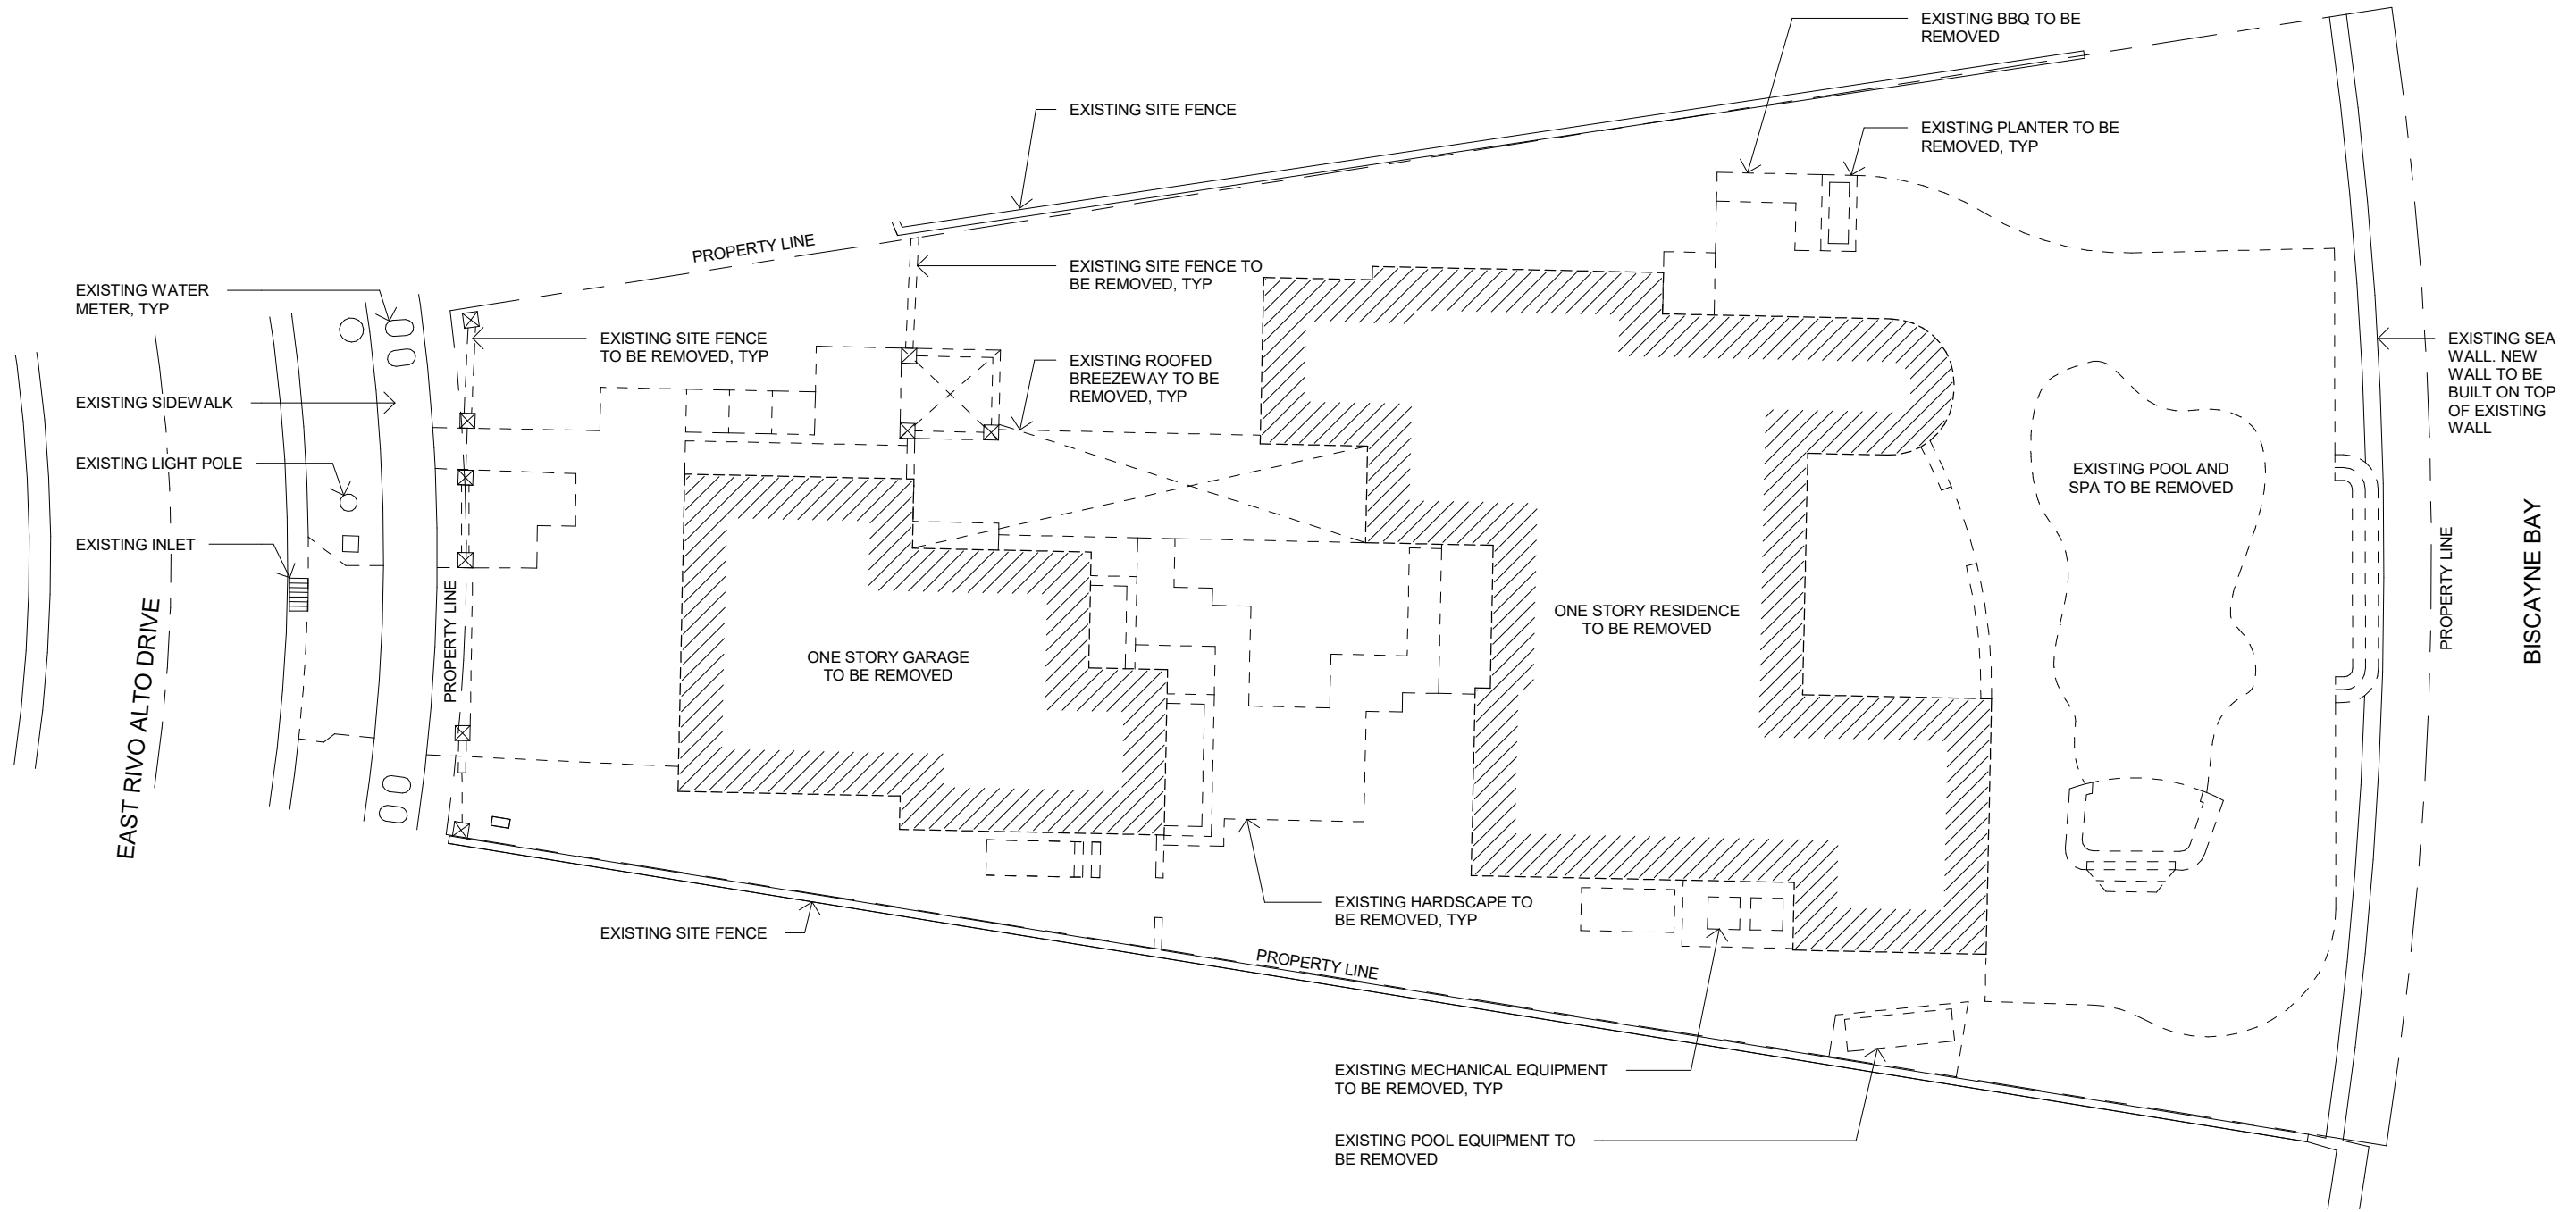 EXISTING BBQ TO BE
REMOVED
EXISTING SITE FENCE
EXISTING PLANTER TO BE
REMOVED, TYP
PROPERTY LINE
EXISTING SITE FENCE TO
BE REMOVED, TYP
EXISTING WATER
METER, TYP
EXISTING SITE FENCE
TO BE REMOVED, TYP
EXISTING ROOFED
BREEZEWAY TO BE
REMOVED, TYP
EXISTING SEA
WALL. NEW
WALL TO BE
BUILT ON TOP
OF EXISTING
WALL
EXISTING SIDEWALK
EXISTING LIGHT POLE
EXISTING POOL AND
SPA TO BE REMOVED
EXISTING INLET
EAST RIVO ALTO DRIVE
PROPERTY LINE
ONE STORY GARAGE
TO BE REMOVED
ONE STORY RESIDENCE
TO BE REMOVED
PROPERTY LINE
BISCAYNE BAY
EXISTING SITE FENCE
EXISTING HARDSCAPE TO
BE REMOVED, TYP
PROPERTY LINE
EXISTING MECHANICAL EQUIPMENT
TO BE REMOVED, TYP
EXISTING POOL EQUIPMENT TO
BE REMOVED